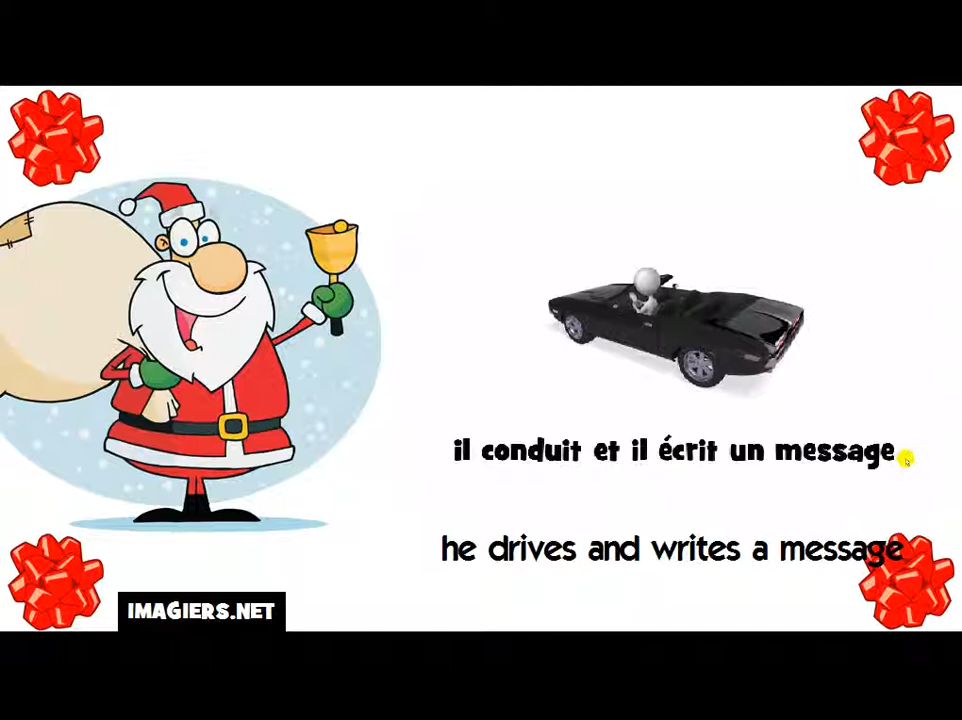 il conduit et il écrit un message
he drives and writes a message
IMAGIERS.NET